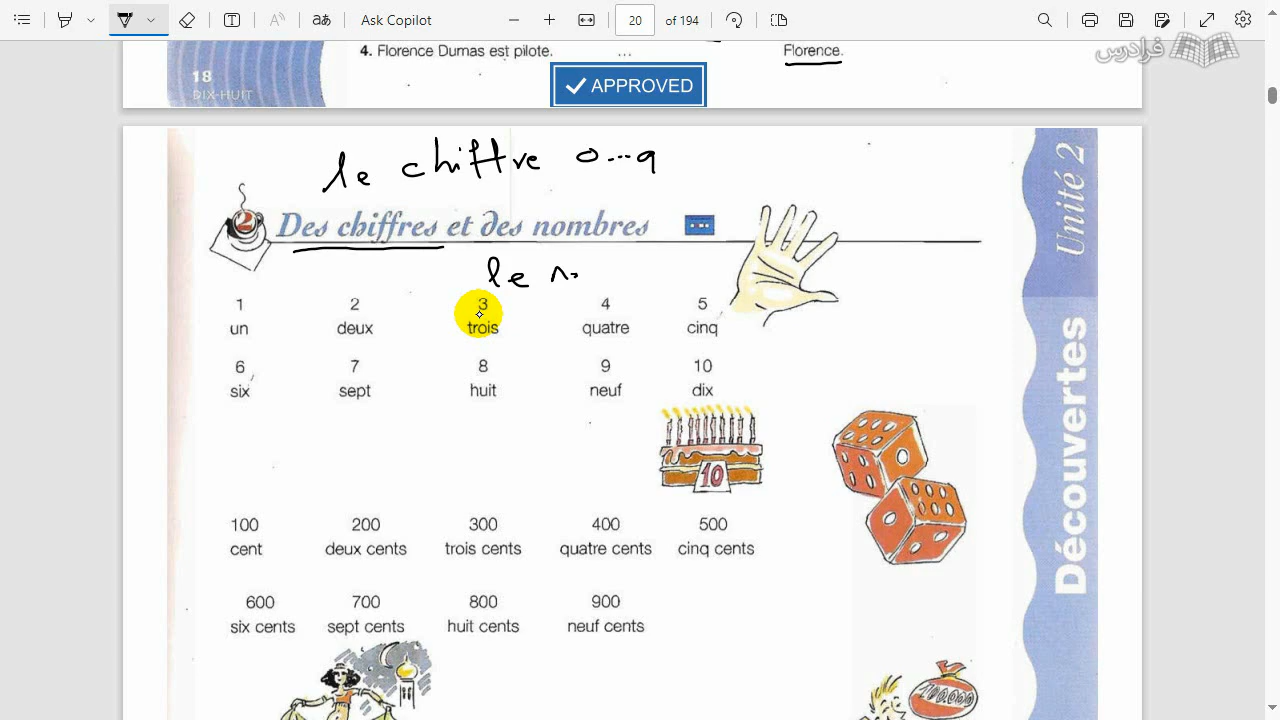 Ask Copilot
20 of 194
فرادرس
4. Florence Dumas est pilote. ... Florence.
18
DIX-HUIT
APPROVED
le chiffre 0...9
2 Des chiffres et des nombres
Unité 2
le n
1 2 3 4 5
un deux trois quatre cinq
6 7 8 9 10
six sept huit neuf dix
10
Découvertes
100 200 300 400 500
cent deux cents trois cents quatre cents cinq cents
600 700 800 900
six cents sept cents huit cents neuf cents
100.000